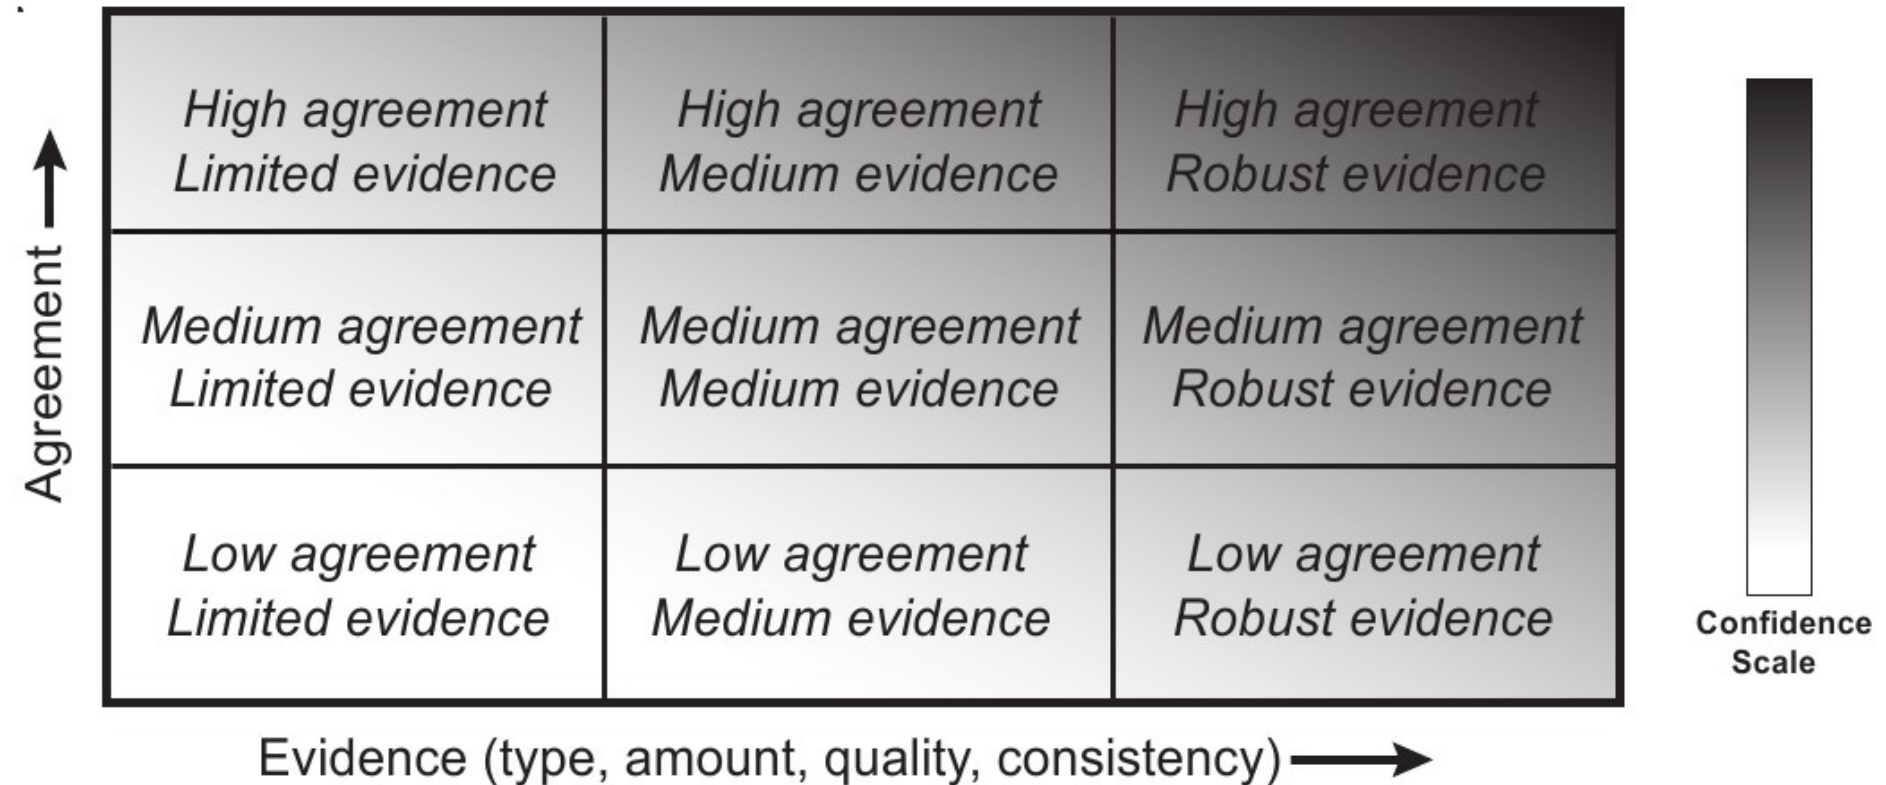 High agreement
Limited evidence
High agreement
Medium evidence
High agreement
Robust evidence
Medium agreement
Limited evidence
Medium agreement
Medium evidence
Medium agreement
Robust evidence
Low agreement
Limited evidence
Low agreement
Medium evidence
Low agreement
Robust evidence
Agreement
Evidence (type, amount, quality, consistency)
Confidence
Scale